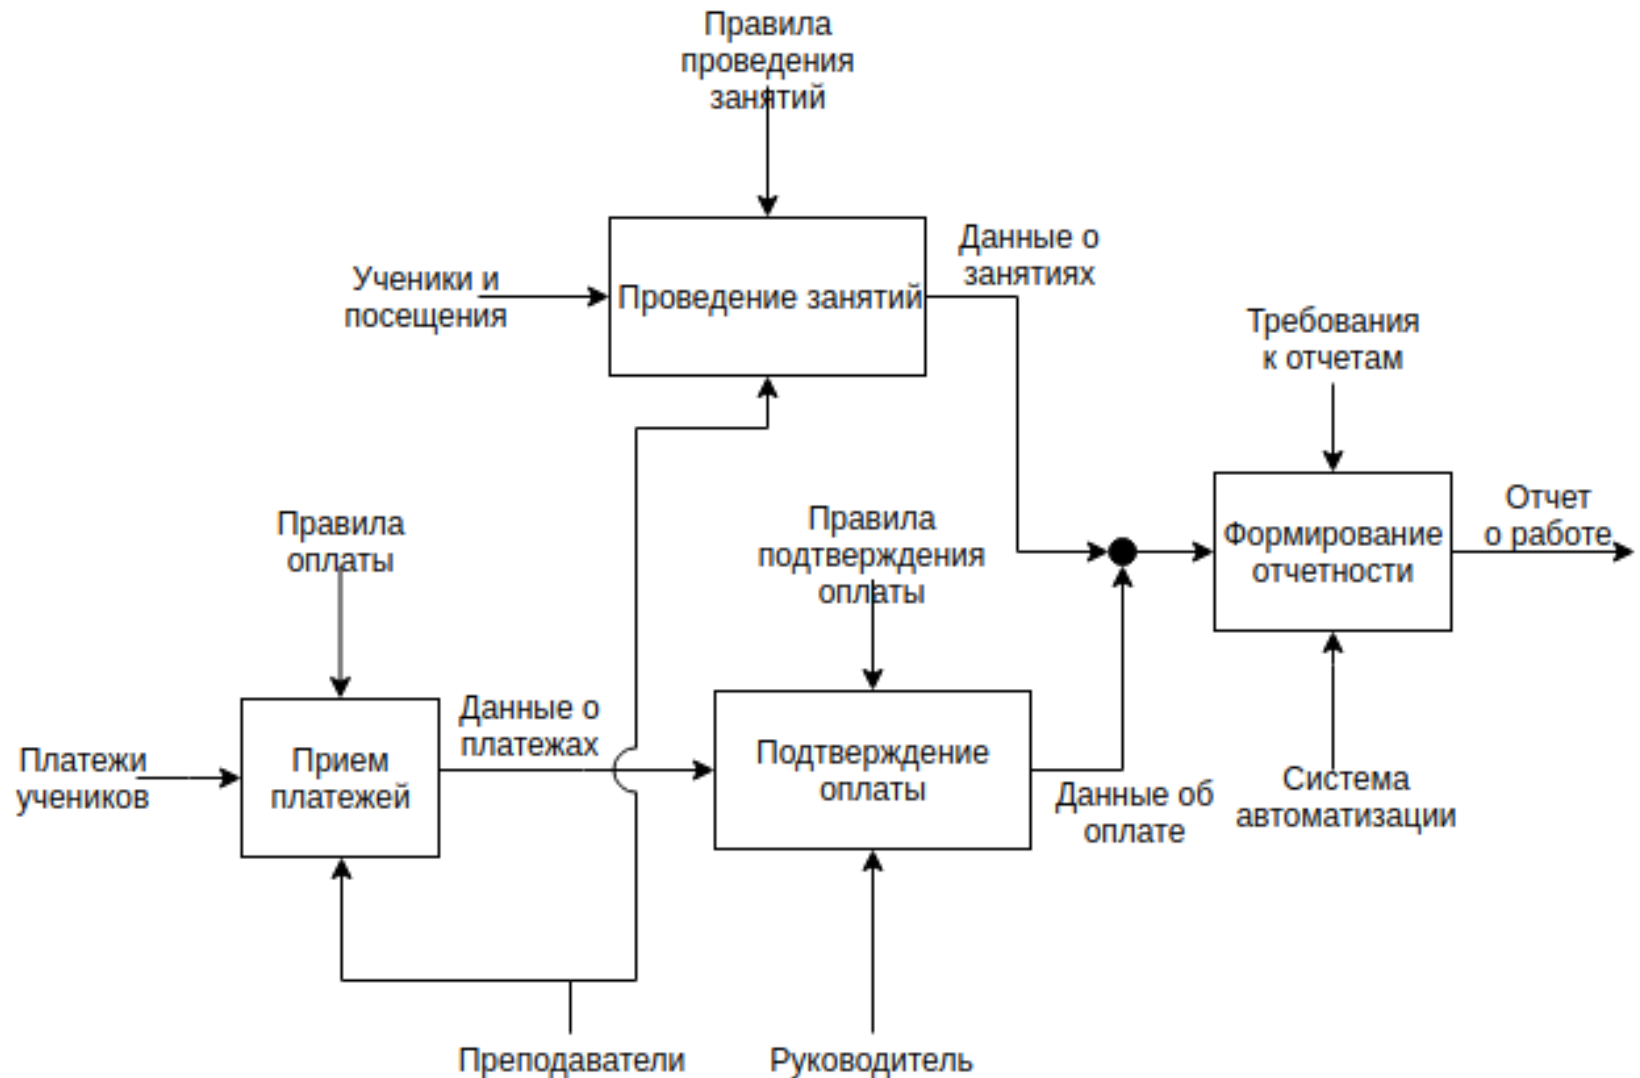 Правила
проведения
занятий
Данные о
занятиях
Ученики и
посещения
Проведение занятий
Требования
к отчетам
Правила
оплаты
Правила
подтверждения
оплаты
Формирование
отчетности
Отчет
о работе
Данные о
платежах
Платежи
учеников
Прием
платежей
Подтверждение
оплаты
Данные об
оплате
Система
автоматизации
Преподаватели
Руководитель